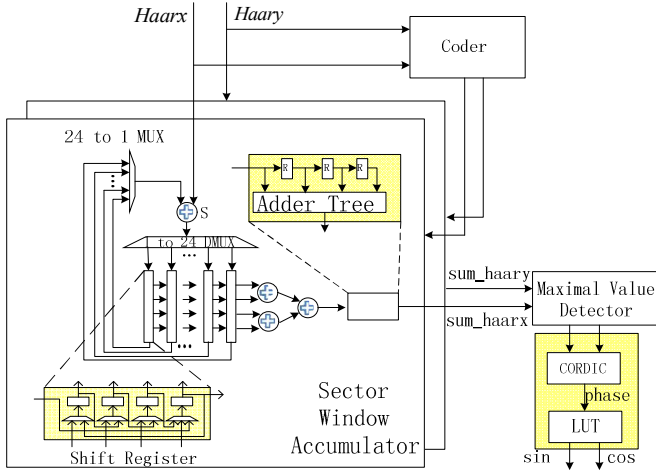 Haarx
Haary
Coder
24 to 1 MUX
R
R
R
Adder Tree
S
to 24 DMUX
...
...
sum_haary
sum_haarx
Maximal Value
Detector
CORDIC
phase
LUT
sin
cos
Sector
Window
Accumulator
Shift Register